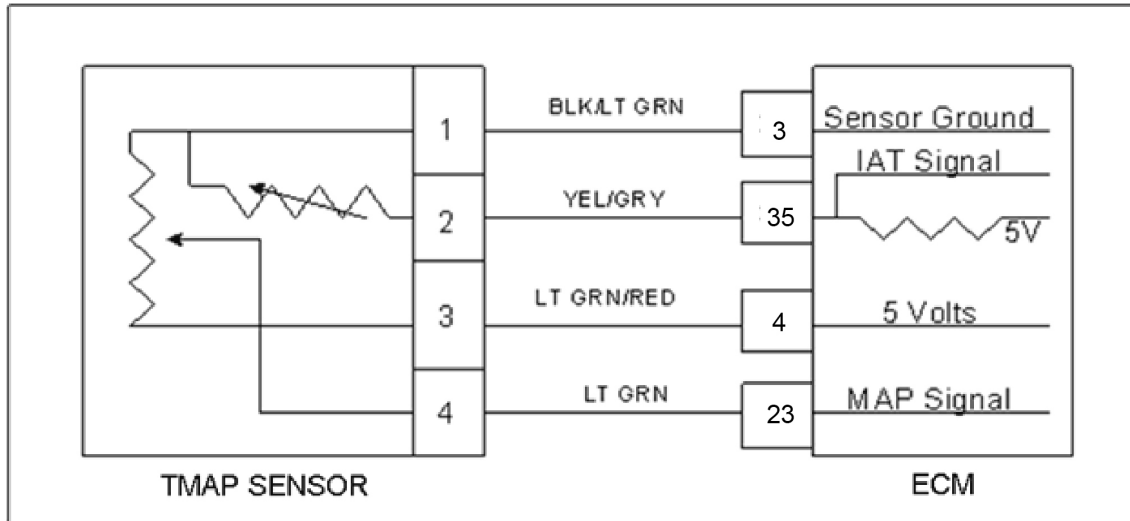 1 BLK/LT GRN 3 Sensor Ground
IAT Signal
2 YEL/GRY 35 5V
3 LT GRN/RED 4 5 Volts
4 LT GRN 23 MAP Signal
TMAP SENSOR ECM